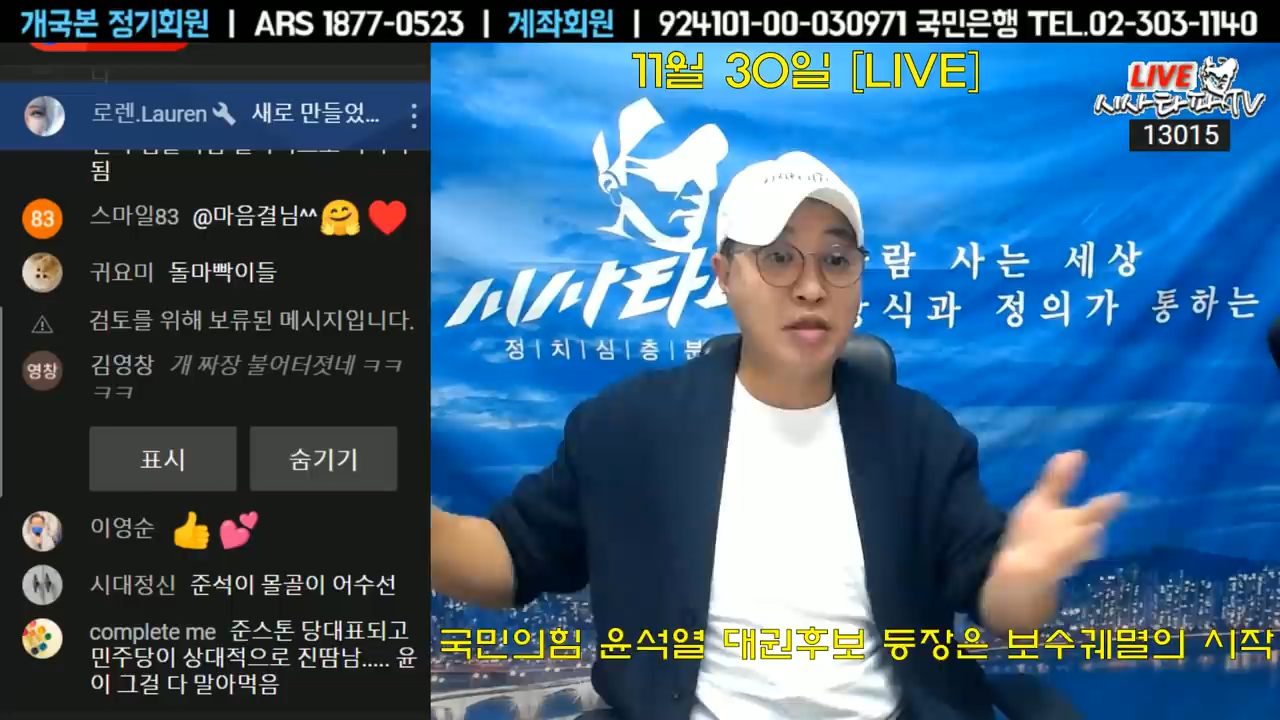 개국본 정기회원 | ARS 1877-0523 | 계좌회원 | 924101-00-030971 국민은행 TEL.02-303-1140
11월 30일 [LIVE]
LIVE
시사타파TV
13015
로렌.Lauren 새로 만들었...
됨
83 스마일83 @마음결님^^
귀요미 돌마빡이들
검토를 위해 보류된 메시지입니다.
영창 김영창 개 짜장 불어터졋네 ㅋㅋ
ㅋㅋ
표시 숨기기
이영순
시대정신 준석이 몰골이 어수선
complete me 준스톤 당대표되고
민주당이 상대적으로 진땀남..... 윤
이 그걸 다 말아먹음
시사타
정|치|심|층|분
람 사는 세상
식과 정의가 통하는
국민의힘 윤석열 대권후보 등장은 보수궤멸의 시작